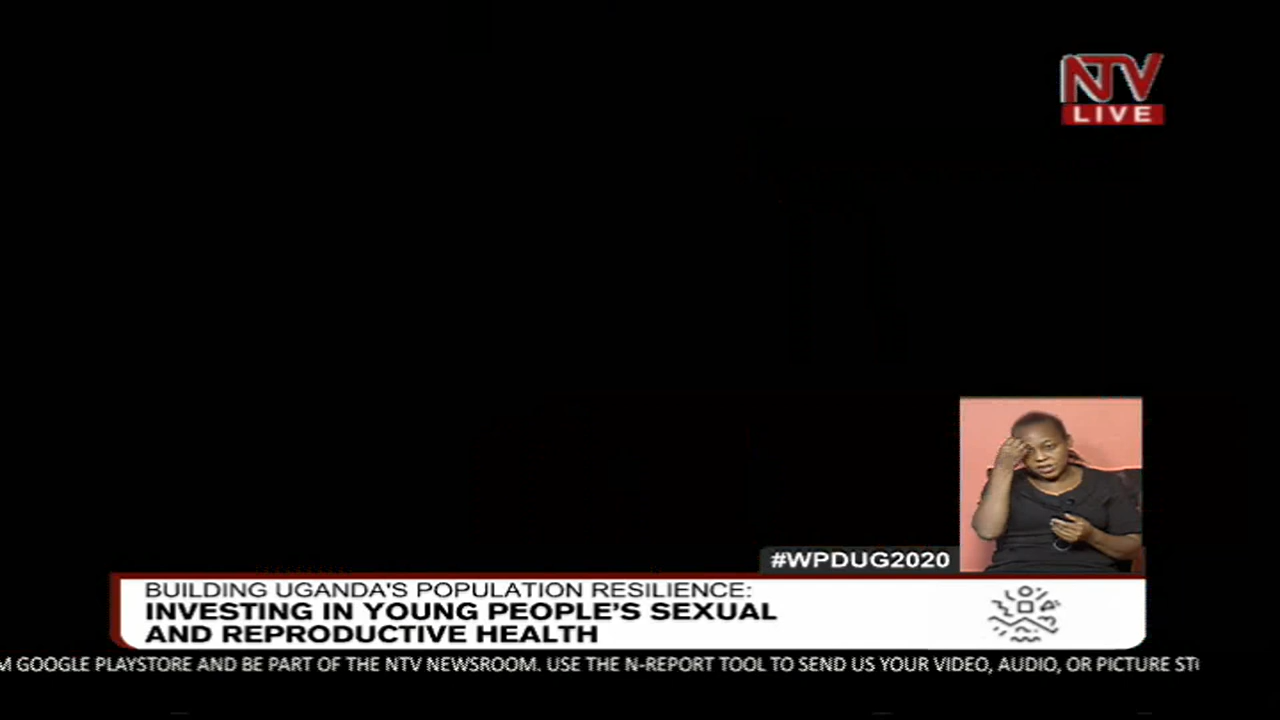 NTV
LIVE
#WPDUG2020
BUILDING UGANDA'S POPULATION RESILIENCE:
INVESTING IN YOUNG PEOPLE'S SEXUAL
AND REPRODUCTIVE HEALTH
GOOGLE PLAYSTORE AND BE PART OF THE NTV NEWSROOM. USE THE N-REPORT TOOL TO SEND US YOUR VIDEO, AUDIO, OR PICTURE